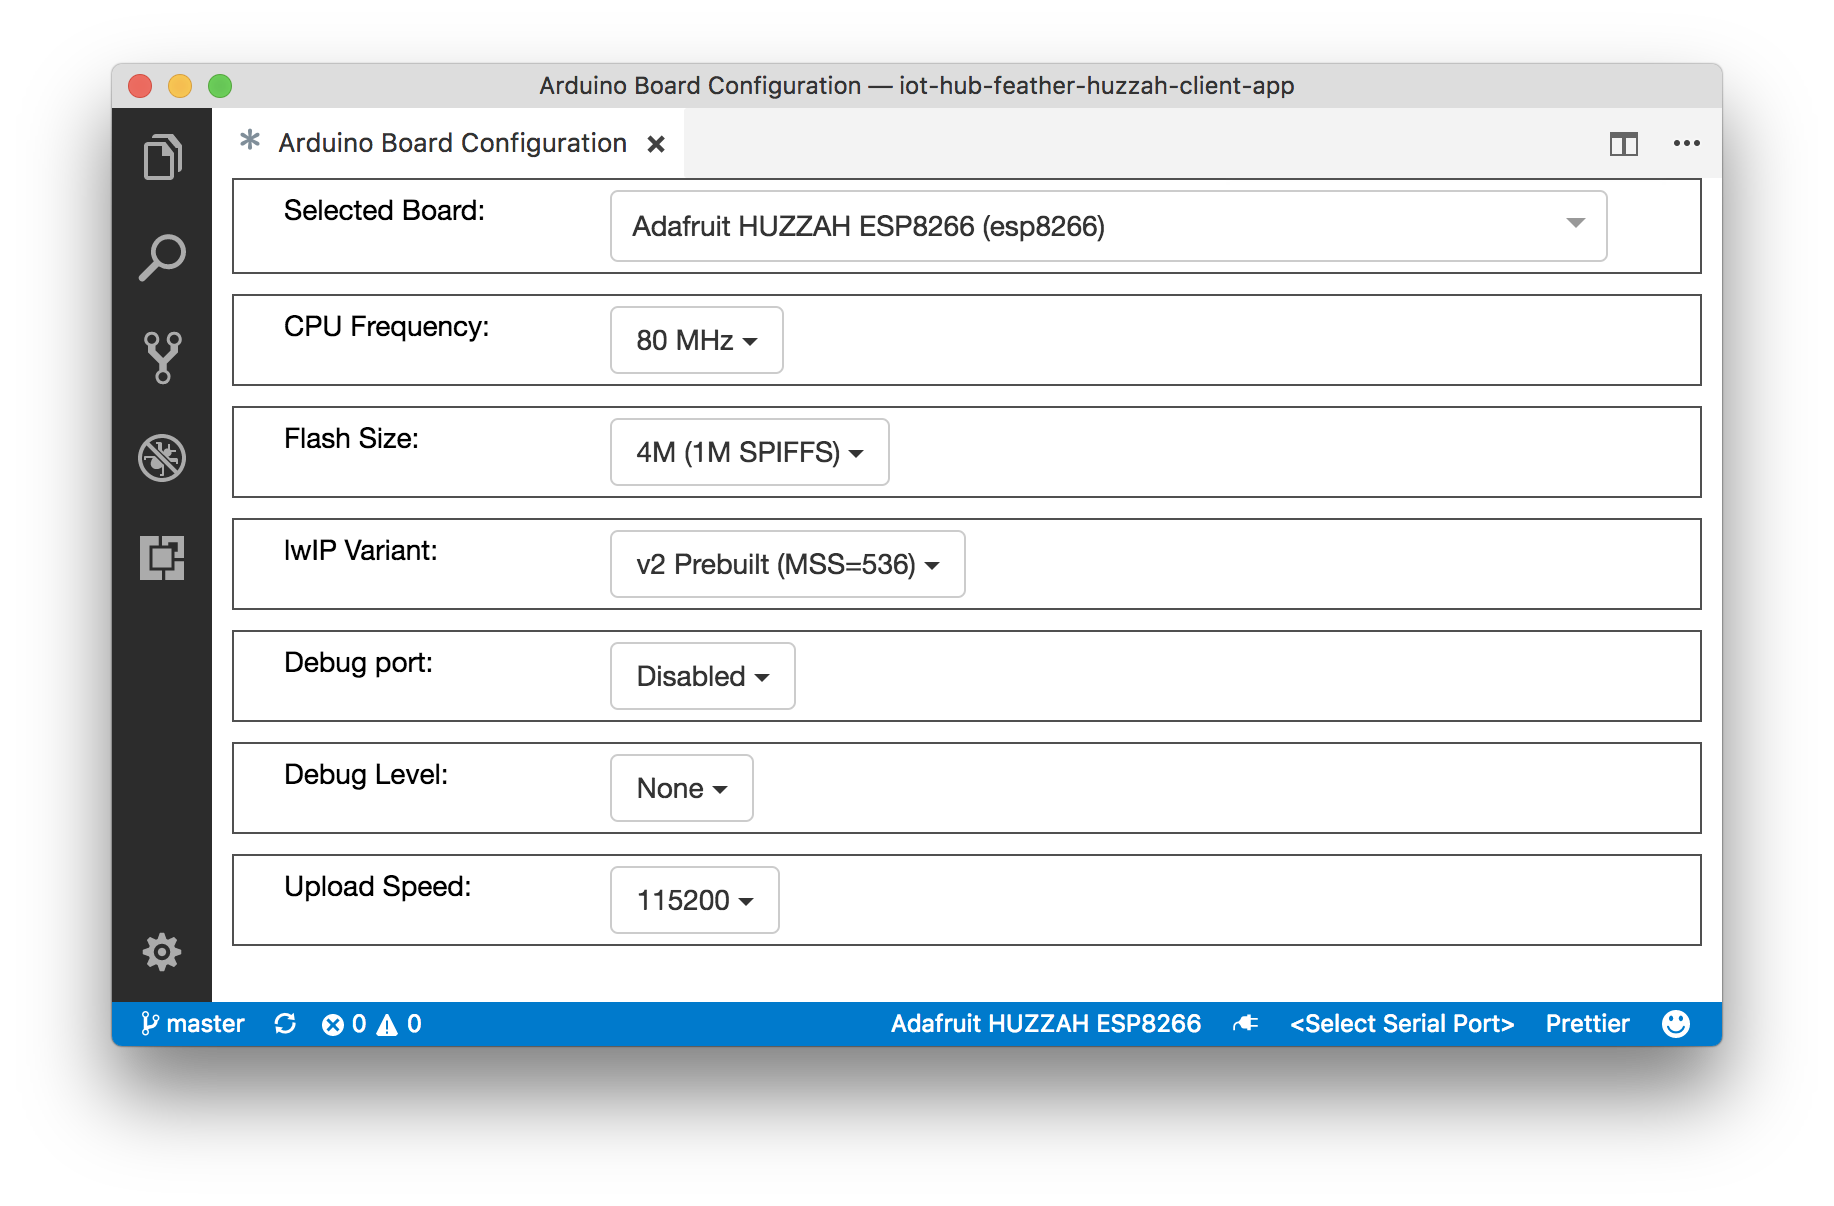 Arduino Board Configuration — iot-hub-feather-huzzah-client-app
Arduino Board Configuration
Selected Board: Adafruit HUZZAH ESP8266 (esp8266)
CPU Frequency: 80 MHz
Flash Size: 4M (1M SPIFFS)
lwIP Variant: v2 Prebuilt (MSS=536)
Debug port: Disabled
Debug Level: None
Upload Speed: 115200
master 0 0 Adafruit HUZZAH ESP8266 <Select Serial Port> Prettier